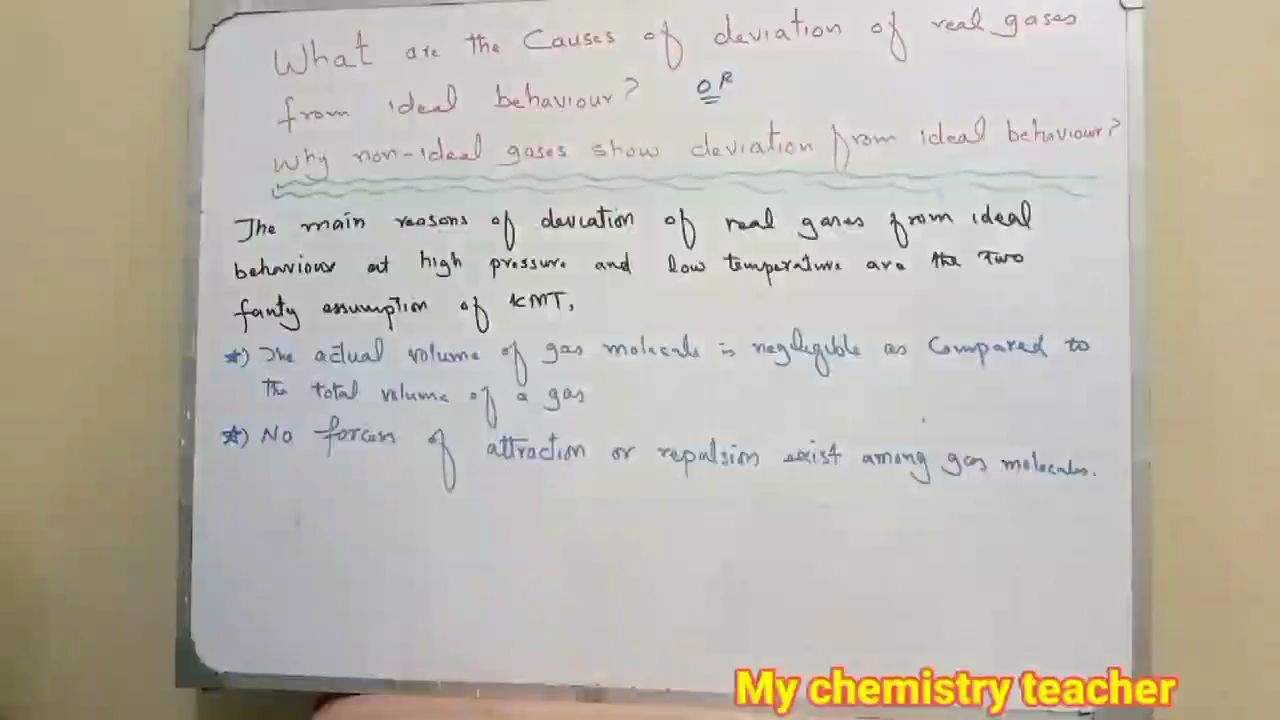 What are the Causes of deviation of real gases
from ideal behaviour? OR
Why non-ideal gases show deviation from ideal behaviour?
The main reasons of deviation of real gases from ideal
behaviour at high pressure and low temperature are the Two
faulty assumption of KMT.
*) The actual volume of gas molecule is negligible as Compared to
the total volume of a gas
*) No forces of attraction or repulsion exist among gas molecules.
My chemistry teacher